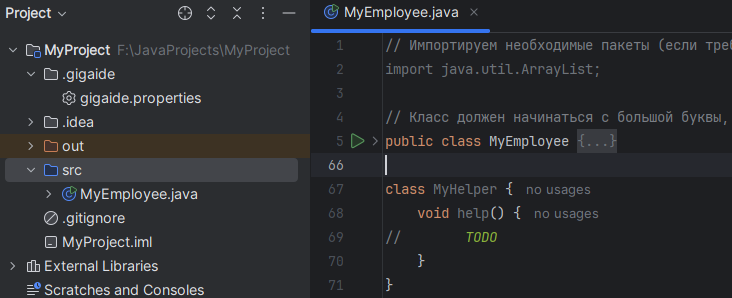 Project
MyProject F:\JavaProjects\MyProject
.gigaide
gigaide.properties
.idea
out
src
MyEmployee.java
.gitignore
MyProject.iml
External Libraries
Scratches and Consoles
MyEmployee.java
1 // Импортируем необходимые пакеты (если
2 import java.util.ArrayList;
3
4 // Класс должен начинаться с большой буквы,
5 public class MyEmployee {...}
66
67 class MyHelper { no usages
68 void help() { no usages
69 // TODO
70 }
71 }